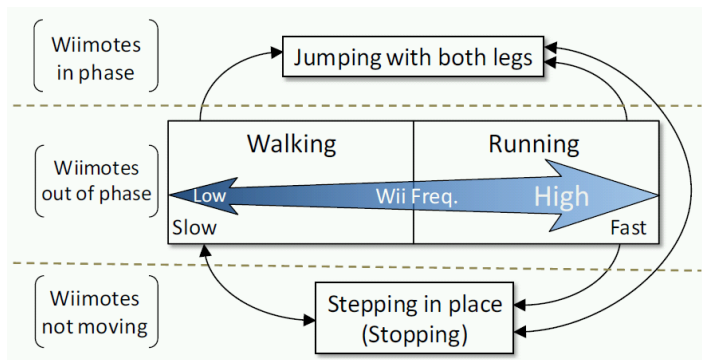 Wiimotes
in phase
Jumping with both legs
Wiimotes
out of phase
Walking
Running
Low
Wii Freq.
High
Slow
Fast
Wiimotes
not moving
Stepping in place
(Stopping)